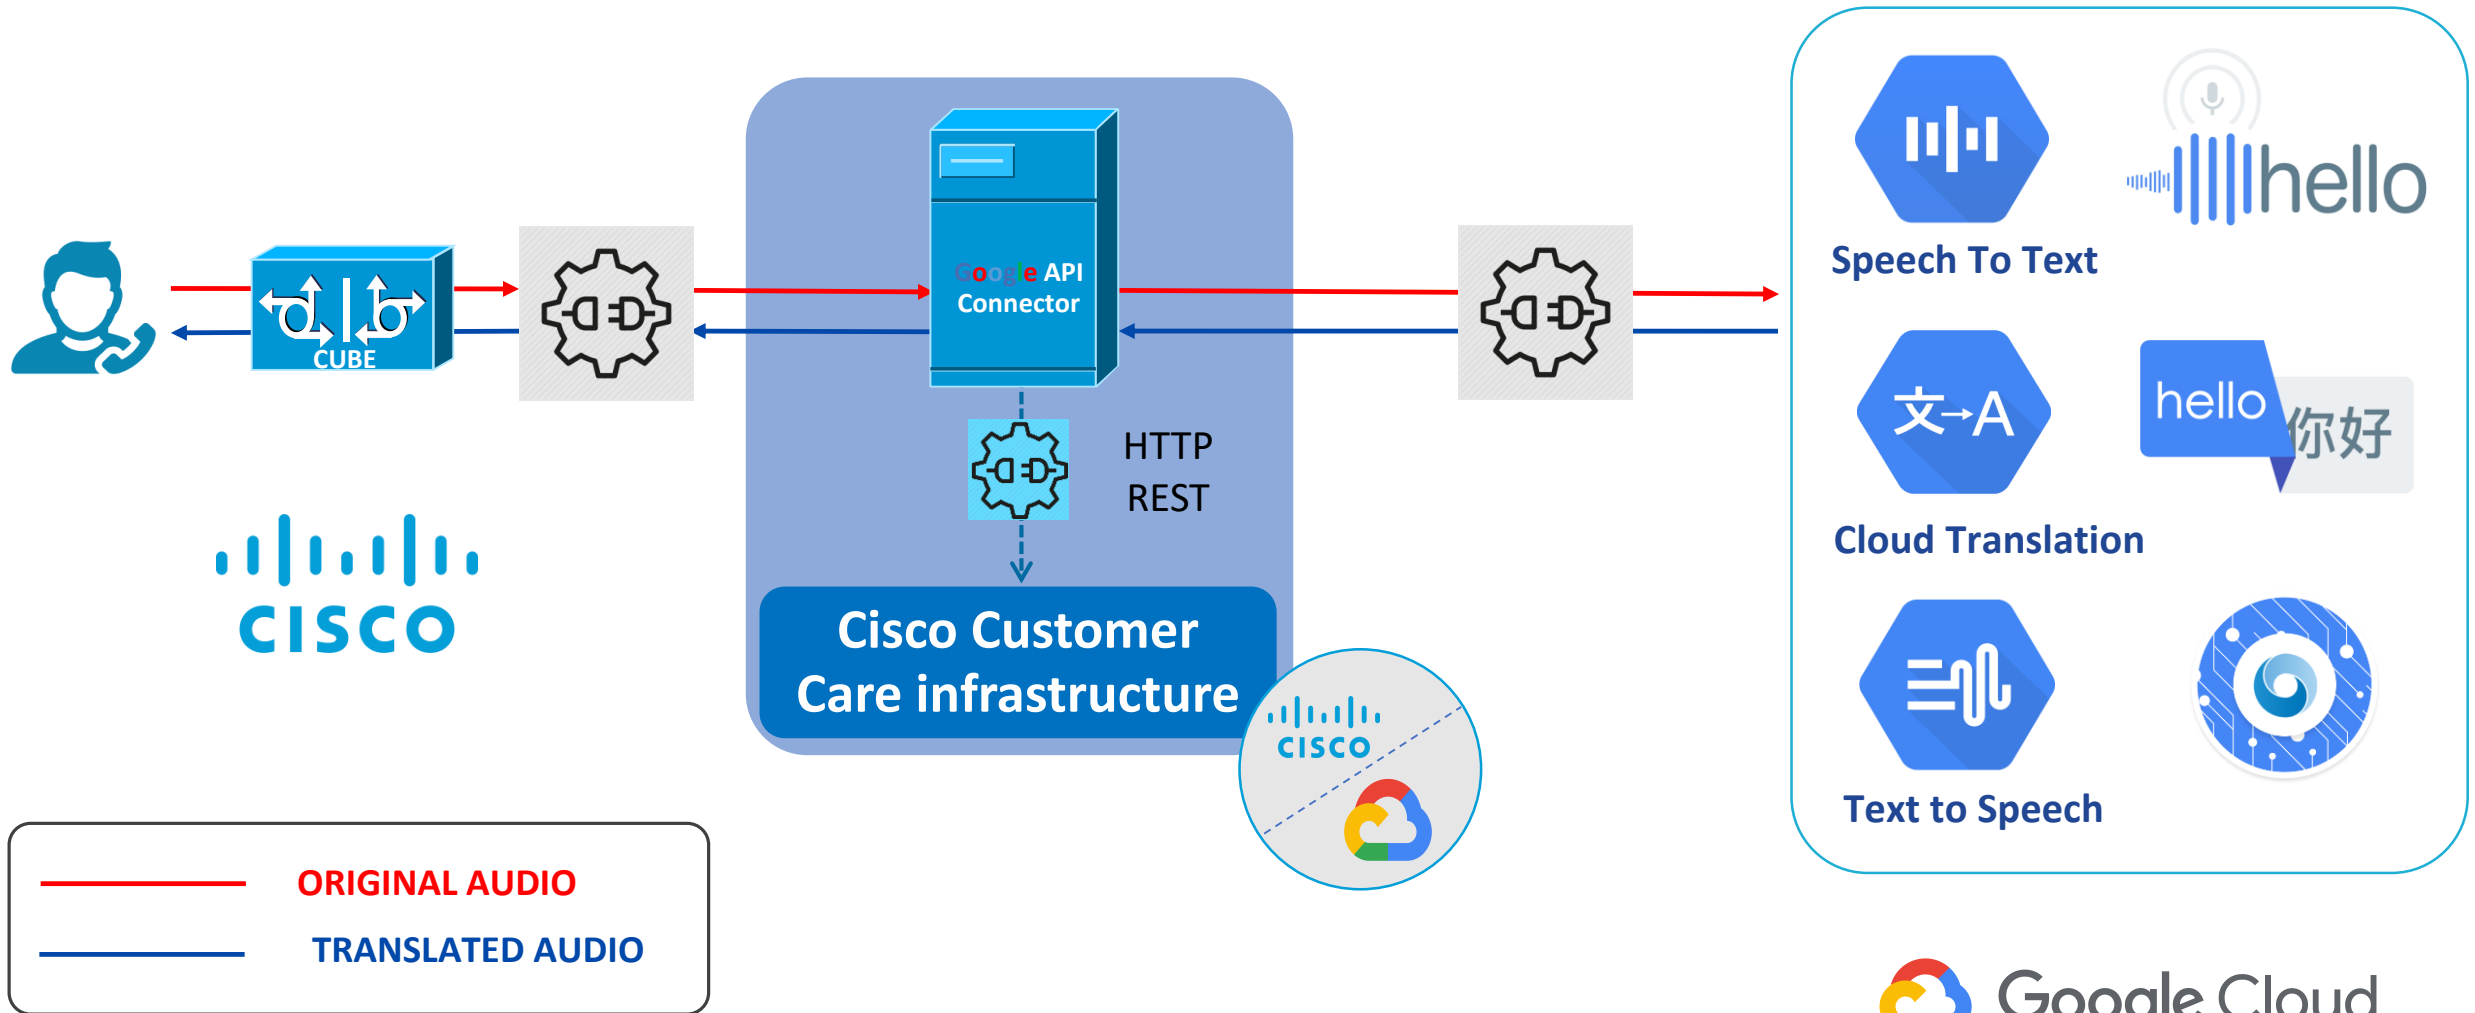 hello
Speech To Text
Google API
Connector
CUBE
文→A
hello
你好
HTTP
REST
Cloud Translation
CISCO
Cisco Customer
Care infrastructure
CISCO
Text to Speech
ORIGINAL AUDIO
TRANSLATED AUDIO
Google Cloud